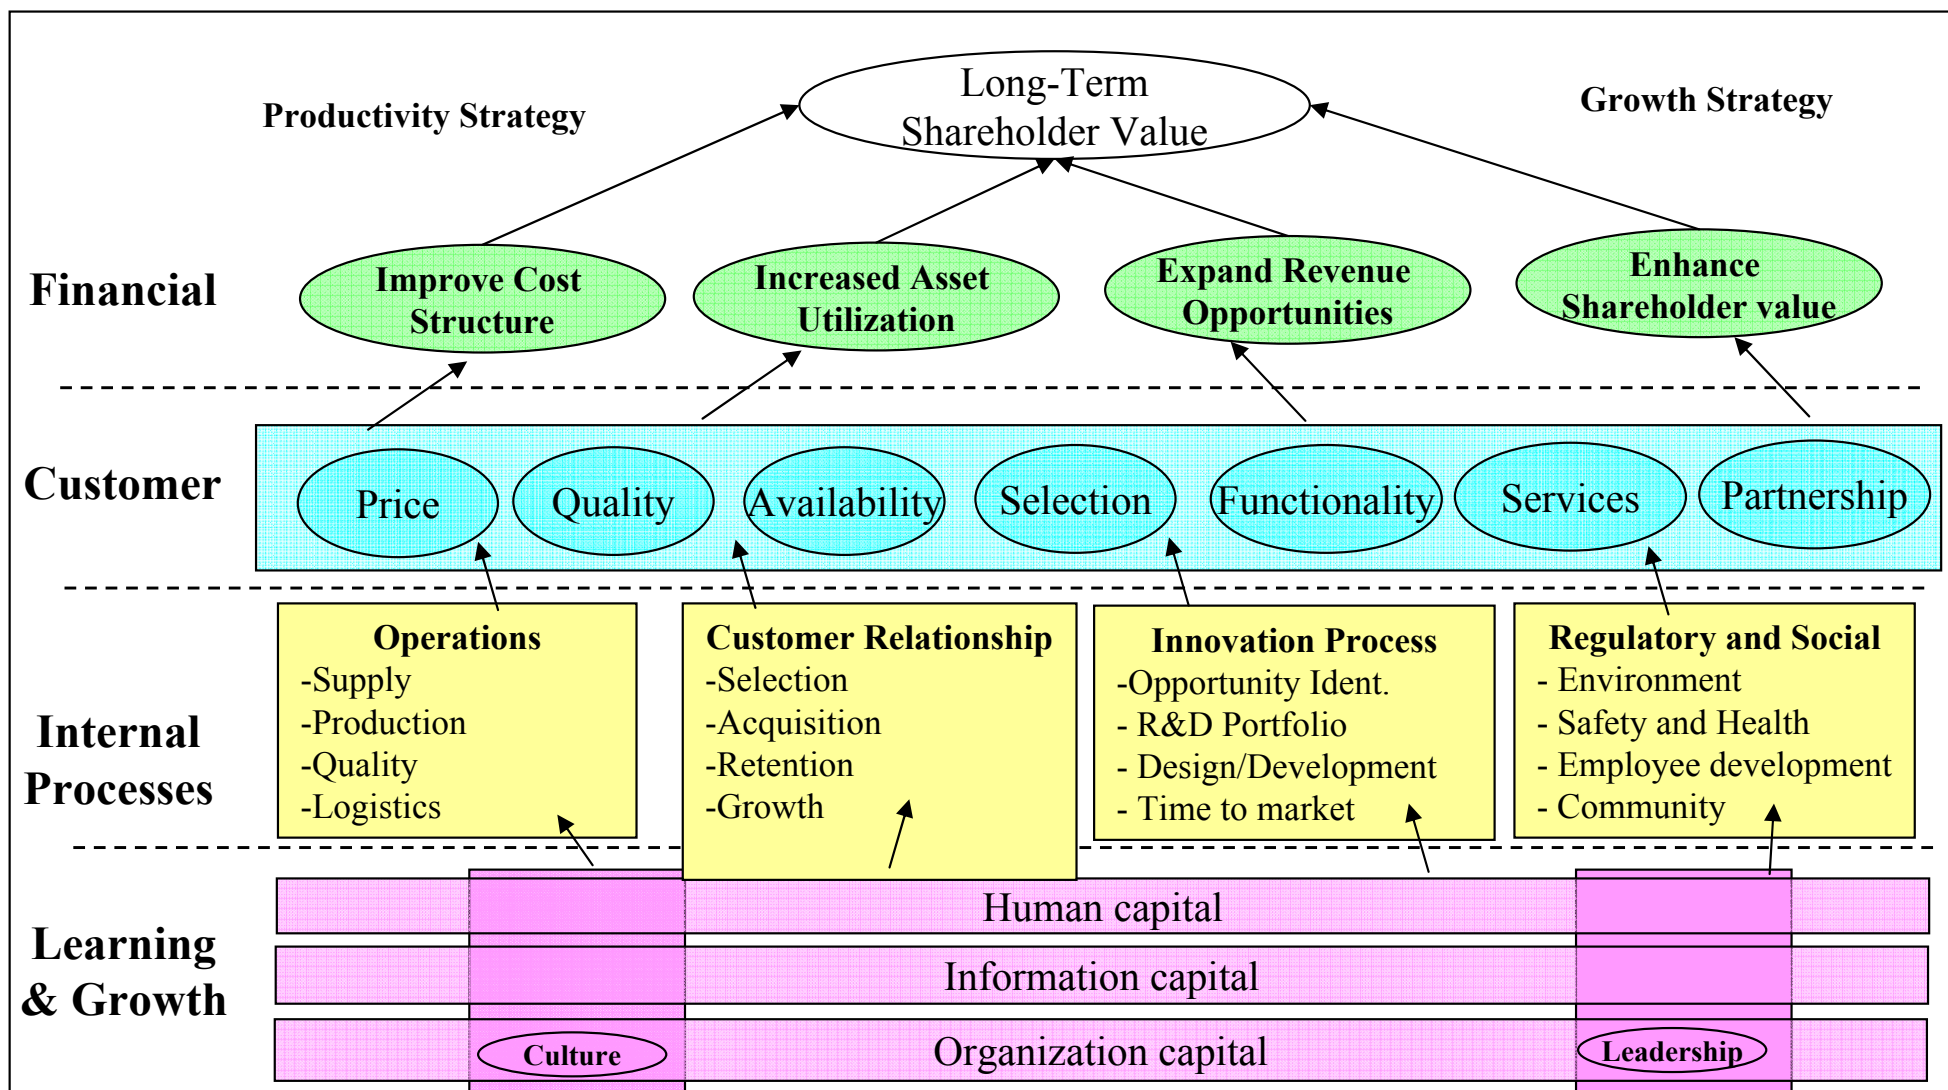 Long-Term
Shareholder Value
Productivity Strategy
Growth Strategy
Financial
Improve Cost
Structure
Increased Asset
Utilization
Expand Revenue
Opportunities
Enhance
Shareholder value
Customer
Price
Quality
Availability
Selection
Functionality
Services
Partnership
Internal
Processes
Operations
-Supply
-Production
-Quality
-Logistics
Customer Relationship
-Selection
-Acquisition
-Retention
-Growth
Innovation Process
-Opportunity Ident.
- R&D Portfolio
- Design/Development
- Time to market
Regulatory and Social
- Environment
- Safety and Health
- Employee development
- Community
Learning
& Growth
Human capital
Information capital
Organization capital
Culture
Leadership